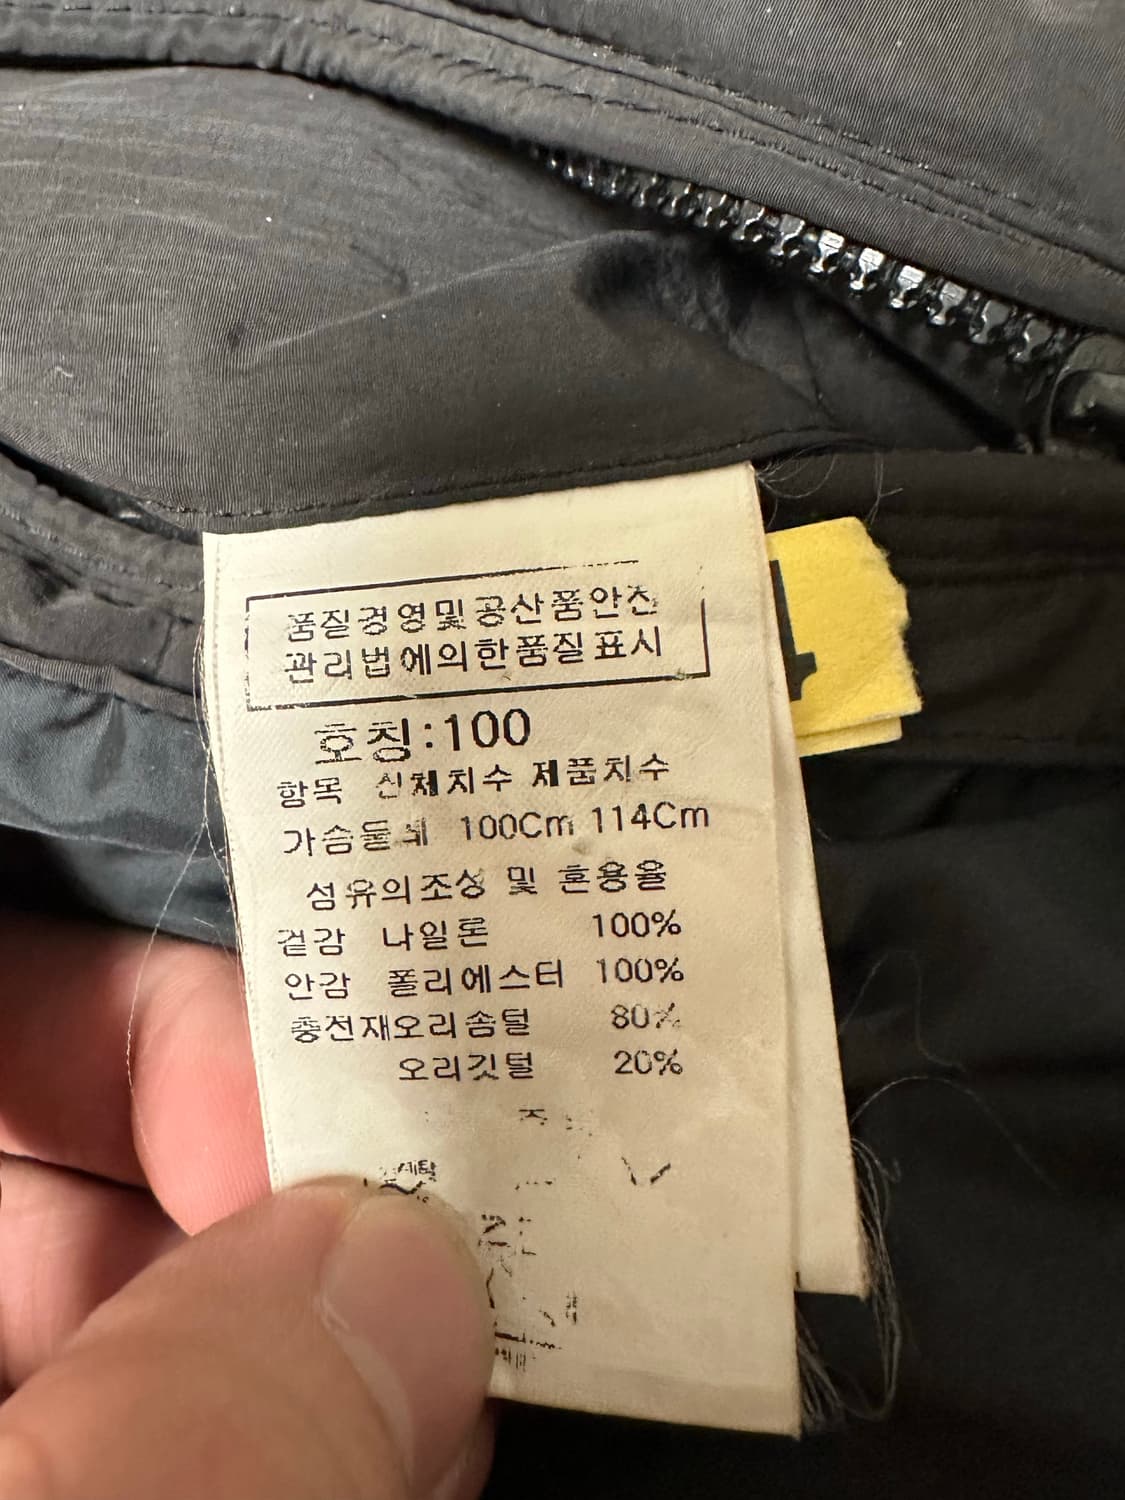 품질경영및공산품안전
관리법에의한품질표시
호칭:100
항목 신체치수 제품치수
가슴둘레 100Cm 114Cm
섬유의조성 및 혼용율
겉감 나일론 100%
안감 폴리에스터 100%
충전재오리솜털 80%
오리깃털 20%
4